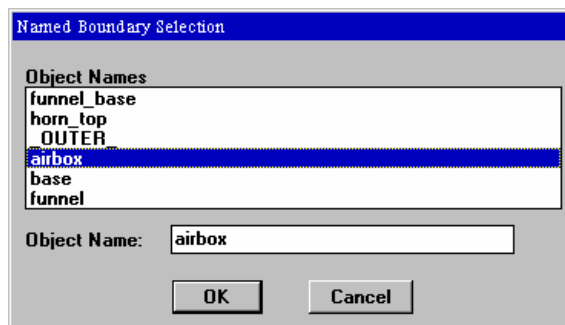 Named Boundary Selection
Object Names
funnel_base
horn_top
_OUTER_
airbox
base
funnel
Object Name: airbox
OK Cancel